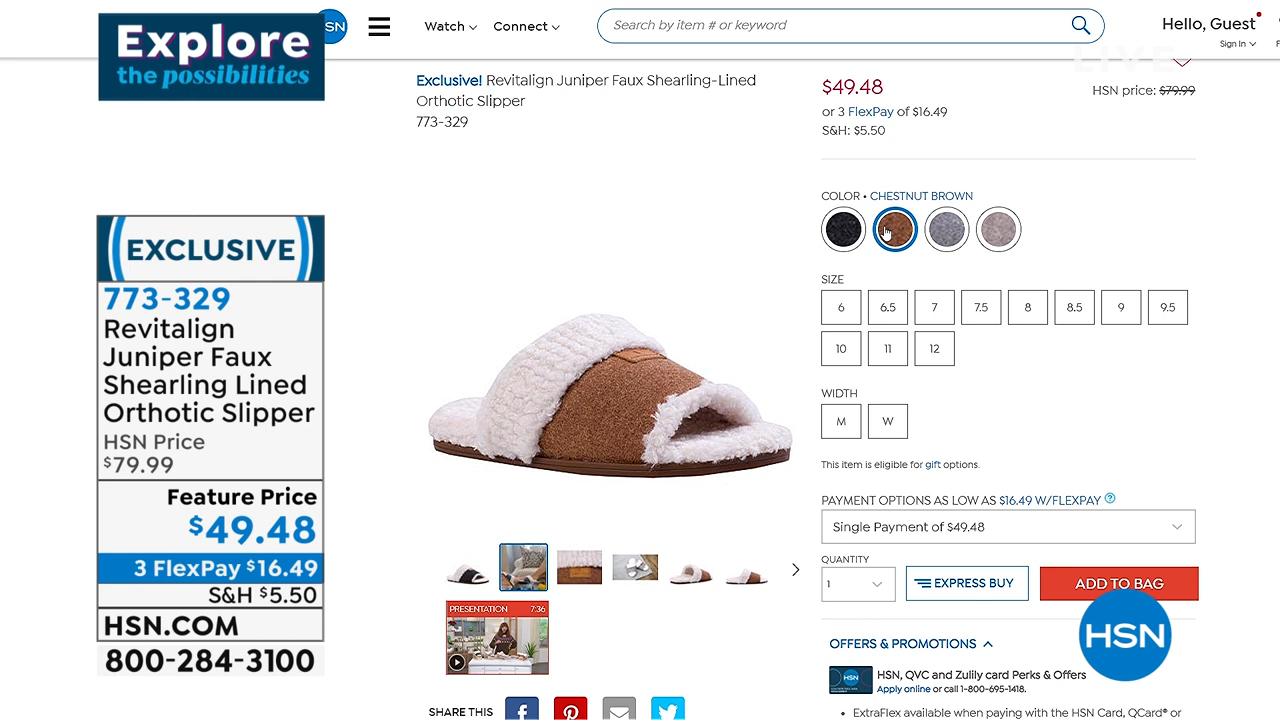 Explore
the possibilities
SN
Watch
Connect
Search by item # or keyword
Hello, Guest
Sign In
LIVE
Exclusive! Revitalign Juniper Faux Shearling-Lined
Orthotic Slipper
773-329
$49.48
HSN price: $79.99
or 3 FlexPay of $16.49
S&H: $5.50
COLOR • CHESTNUT BROWN
SIZE
6 6.5 7 7.5 8 8.5 9 9.5
10 11 12
WIDTH
M W
This item is eligible for gift options.
PAYMENT OPTIONS AS LOW AS $16.49 W/FLEXPAY ?
Single Payment of $49.48
QUANTITY
1
EXPRESS BUY
ADD TO BAG
OFFERS & PROMOTIONS
HSN
HSN
HSN, QVC and Zulily card Perks & Offers
Apply online or call 1-800-695-1418.
• ExtraFlex available when paying with the HSN Card, QCard® or
PRESENTATION 7:36
SHARE THIS
EXCLUSIVE
773-329
Revitalign
Juniper Faux
Shearling Lined
Orthotic Slipper
HSN Price
$79.99
Feature Price
$49.48
3 FlexPay $16.49
S&H $5.50
HSN.COM
800-284-3100